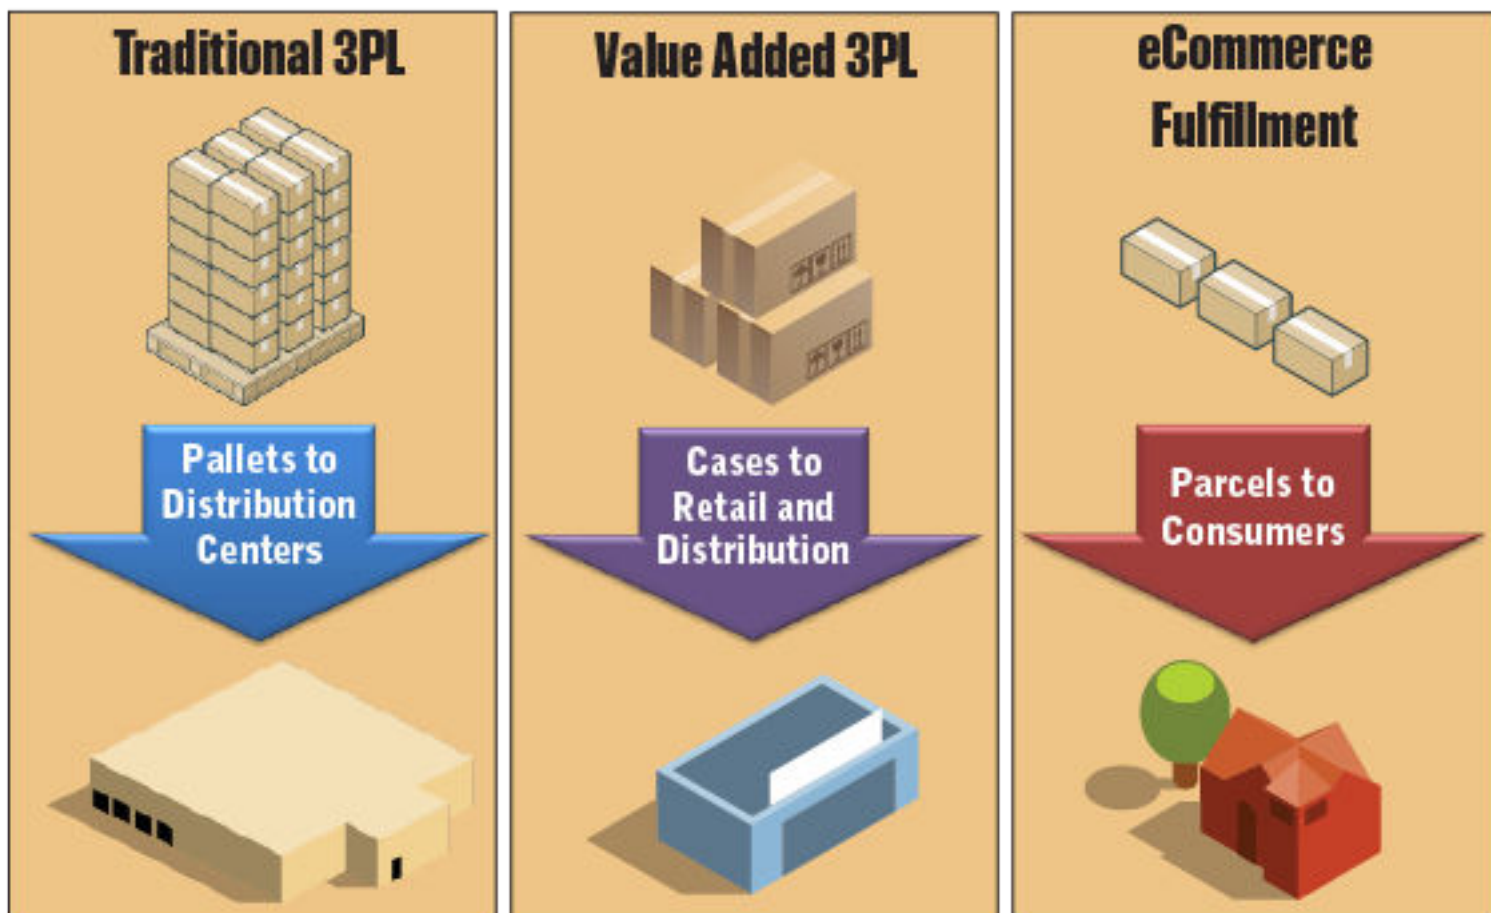 Traditional 3PL
Pallets to
Distribution
Centers
Value Added 3PL
Cases to
Retail and
Distribution
eCommerce
Fulfillment
Parcels to
Consumers